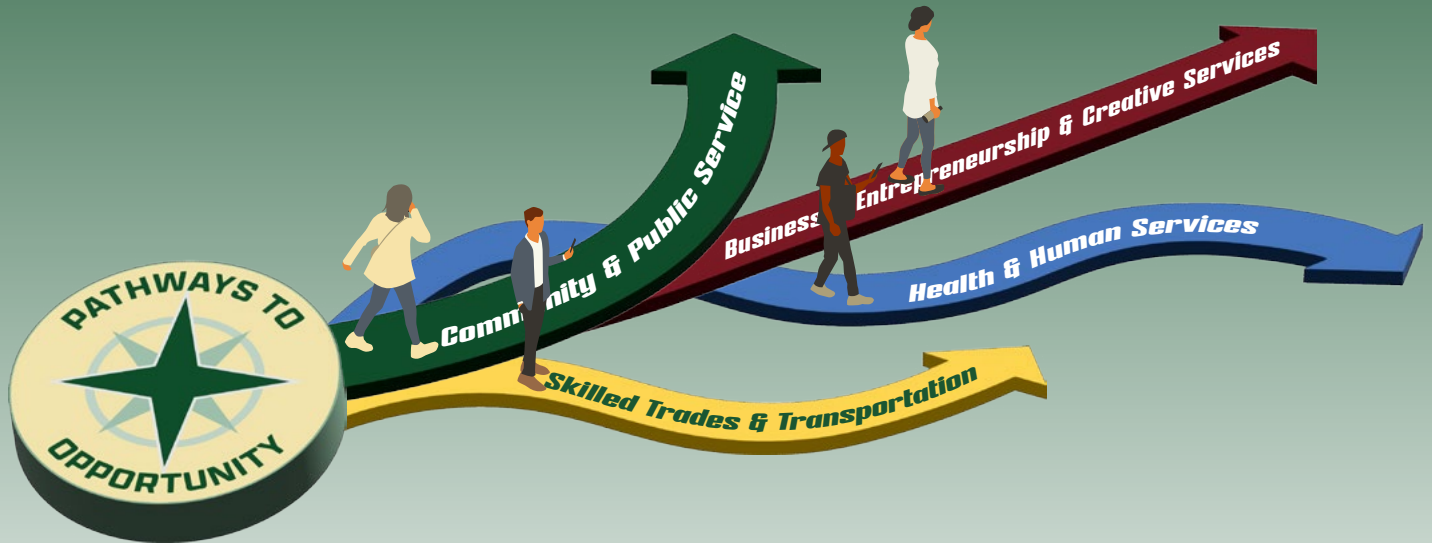 PATHWAYS TO
OPPORTUNITY
Community & Public Service
Business Entrepreneurship & Creative Services
Health & Human Services
Skilled Trades & Transportation